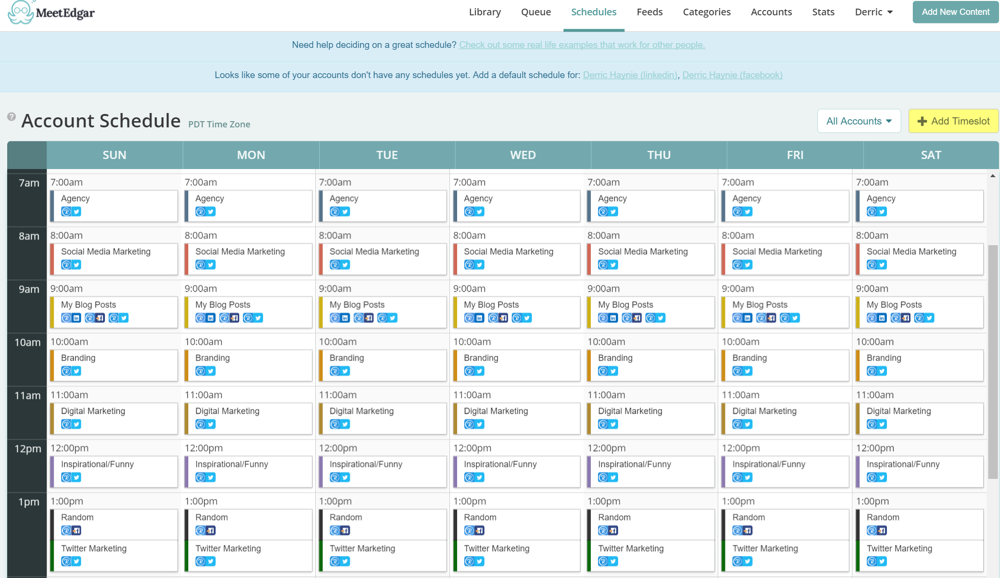 MeetEdgar
Library Queue Schedules Feeds Categories Accounts Stats Derric Add New Content
Need help deciding on a great schedule? Check out some real life examples that work for other people.
Looks like some of your accounts don't have any schedules yet. Add a default schedule for: Derric Haynie (linkedin), Derric Haynie (facebook)
? Account Schedule PDT Time Zone All Accounts + Add Timeslot
SUN MON TUE WED THU FRI SAT
7am 7:00am 7:00am 7:00am 7:00am 7:00am 7:00am 7:00am
Agency Agency Agency Agency Agency Agency Agency
8am 8:00am 8:00am 8:00am 8:00am 8:00am 8:00am 8:00am
Social Media Marketing Social Media Marketing Social Media Marketing Social Media Marketing Social Media Marketing Social Media Marketing Social Media Marketing
9am 9:00am 9:00am 9:00am 9:00am 9:00am 9:00am 9:00am
My Blog Posts My Blog Posts My Blog Posts My Blog Posts My Blog Posts My Blog Posts My Blog Posts
10am 10:00am 10:00am 10:00am 10:00am 10:00am 10:00am 10:00am
Branding Branding Branding Branding Branding Branding Branding
11am 11:00am 11:00am 11:00am 11:00am 11:00am 11:00am 11:00am
Digital Marketing Digital Marketing Digital Marketing Digital Marketing Digital Marketing Digital Marketing Digital Marketing
12pm 12:00pm 12:00pm 12:00pm 12:00pm 12:00pm 12:00pm 12:00pm
Inspirational/Funny Inspirational/Funny Inspirational/Funny Inspirational/Funny Inspirational/Funny Inspirational/Funny Inspirational/Funny
1pm 1:00pm 1:00pm 1:00pm 1:00pm 1:00pm 1:00pm 1:00pm
Random Random Random Random Random Random Random
Twitter Marketing Twitter Marketing Twitter Marketing Twitter Marketing Twitter Marketing Twitter Marketing Twitter Marketing